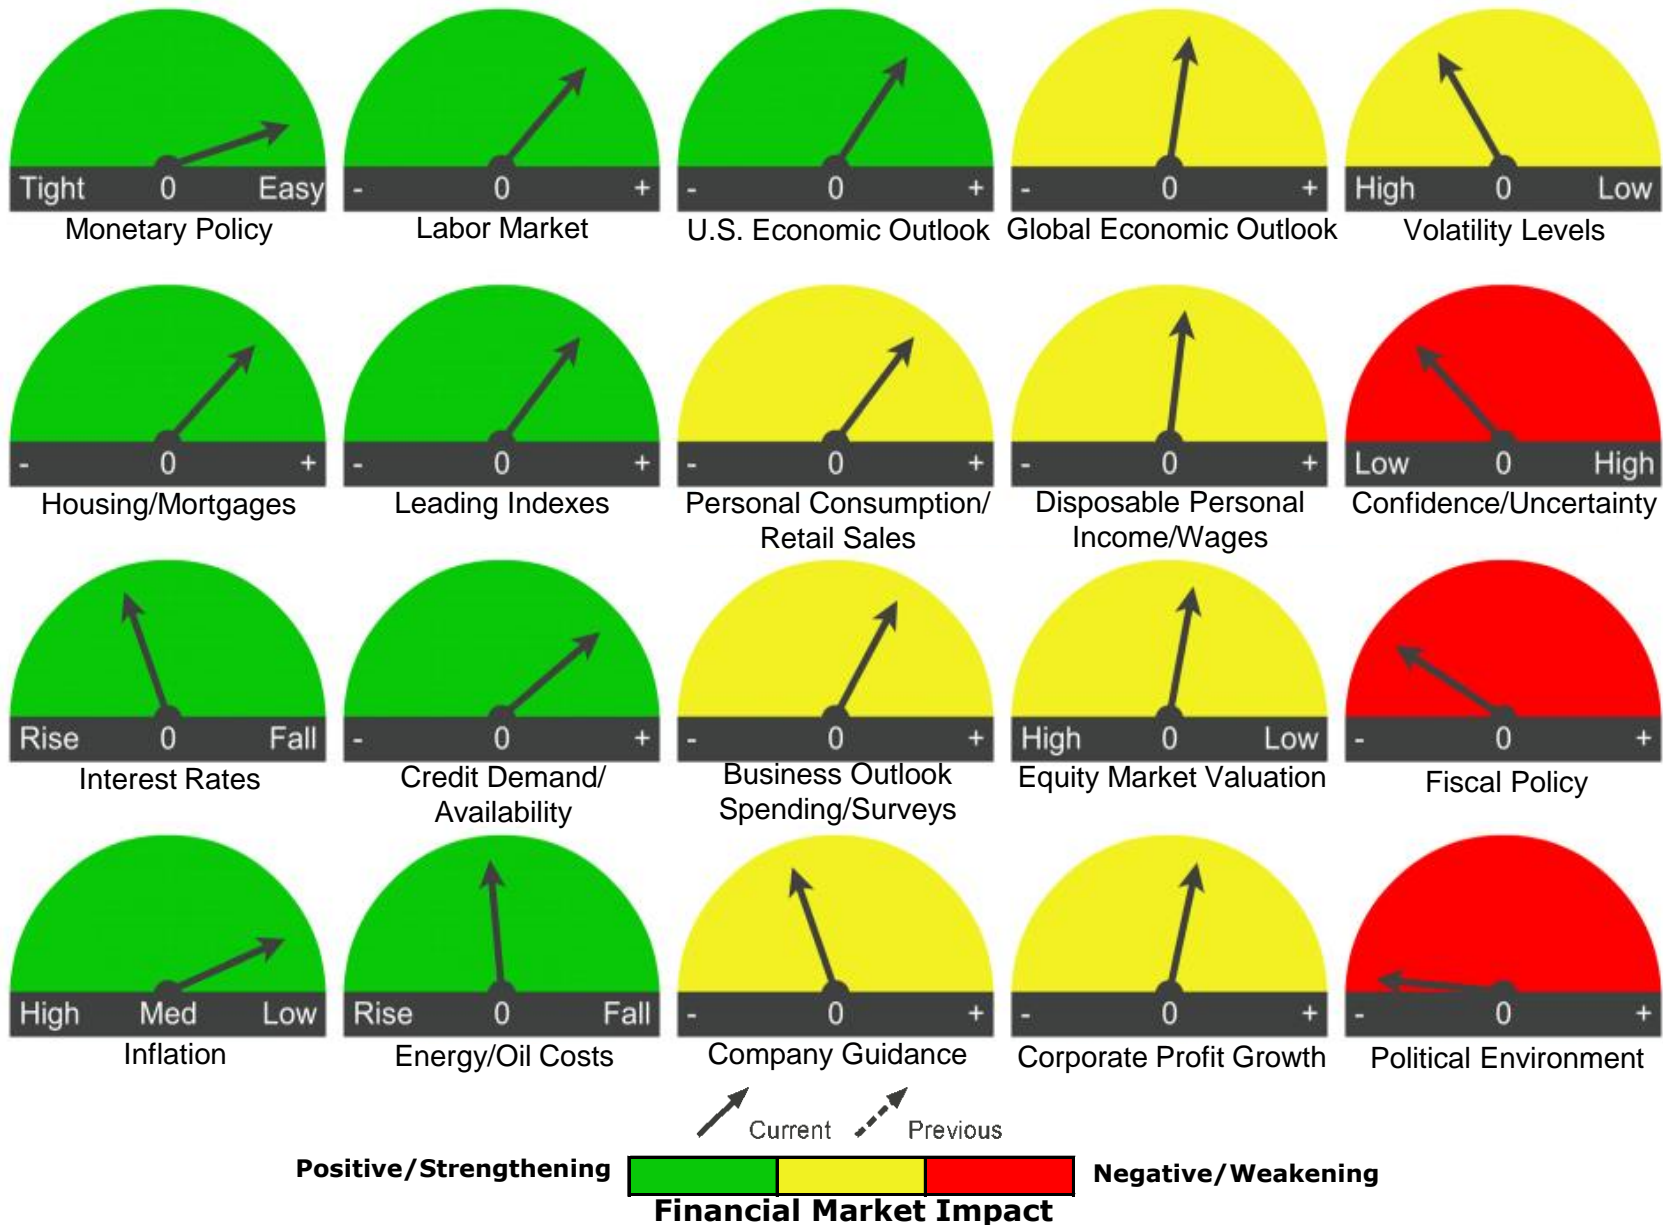 Tight 0 Easy
- 0 +
- 0 +
- 0 +
High 0 Low
Monetary Policy
Labor Market
U.S. Economic Outlook
Global Economic Outlook
Volatility Levels
- 0 +
- 0 +
- 0 +
- 0 +
Low 0 High
Housing/Mortgages
Leading Indexes
Personal Consumption/
Retail Sales
Disposable Personal
Income/Wages
Confidence/Uncertainty
Rise 0 Fall
- 0 +
- 0 +
High 0 Low
- 0 +
Interest Rates
Credit Demand/
Availability
Business Outlook
Spending/Surveys
Equity Market Valuation
Fiscal Policy
High Med Low
Rise 0 Fall
- 0 +
- 0 +
- 0 +
Inflation
Energy/Oil Costs
Company Guidance
Corporate Profit Growth
Political Environment
Current
Previous
Positive/Strengthening
Negative/Weakening
Financial Market Impact